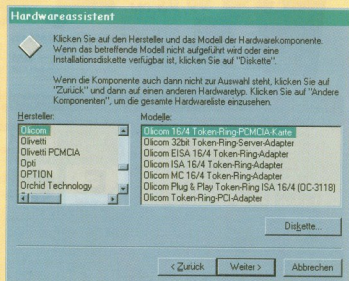 Hardwareassistent
Klicken Sie auf den Hersteller und das Modell der Hardwarekomponente.
Wenn das betreffende Modell nicht aufgeführt wird oder eine
Installationsdiskette verfügbar ist, klicken Sie auf "Diskette".
Wenn die Komponente auch dann nicht zur Auswahl steht, klicken Sie auf
"Zurück" und dann auf einen anderen Hardwaretyp. Klicken Sie auf "Andere
Komponenten", um die gesamte Hardwareliste einzusehen.
Hersteller:
Olicom
Olivetti
Olivetti PCMCIA
Opti
OPTION
Orchid Technology
Modelle:
Olicom 16/4 Token-Ring-PCMCIA-Karte
Olicom 32bit Token-Ring-Server-Adapter
Olicom EISA 16/4 Token-Ring-Adapter
Olicom ISA 16/4 Token-Ring-Adapter
Olicom MC 16/4 Token-Ring-Adapter
Olicom Plug & Play Token-Ring ISA 16/4 (OC-3118)
Olicom Token-Ring-PCI-Adapter
Diskette...
< Zurück
Weiter >
Abbrechen